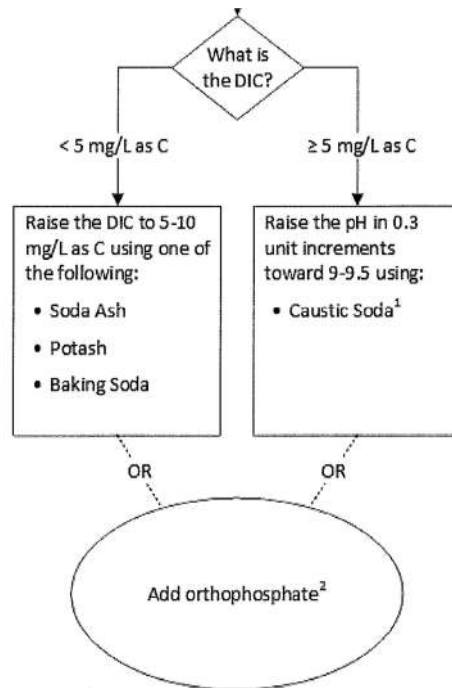 What is
the DIC?
< 5 mg/L as C
≥ 5 mg/L as C
Raise the DIC to 5-10
mg/L as C using one of
the following:
• Soda Ash
• Potash
• Baking Soda
Raise the pH in 0.3
unit increments
toward 9-9.5 using:
• Caustic Soda¹
OR
OR
Add orthophosphate²